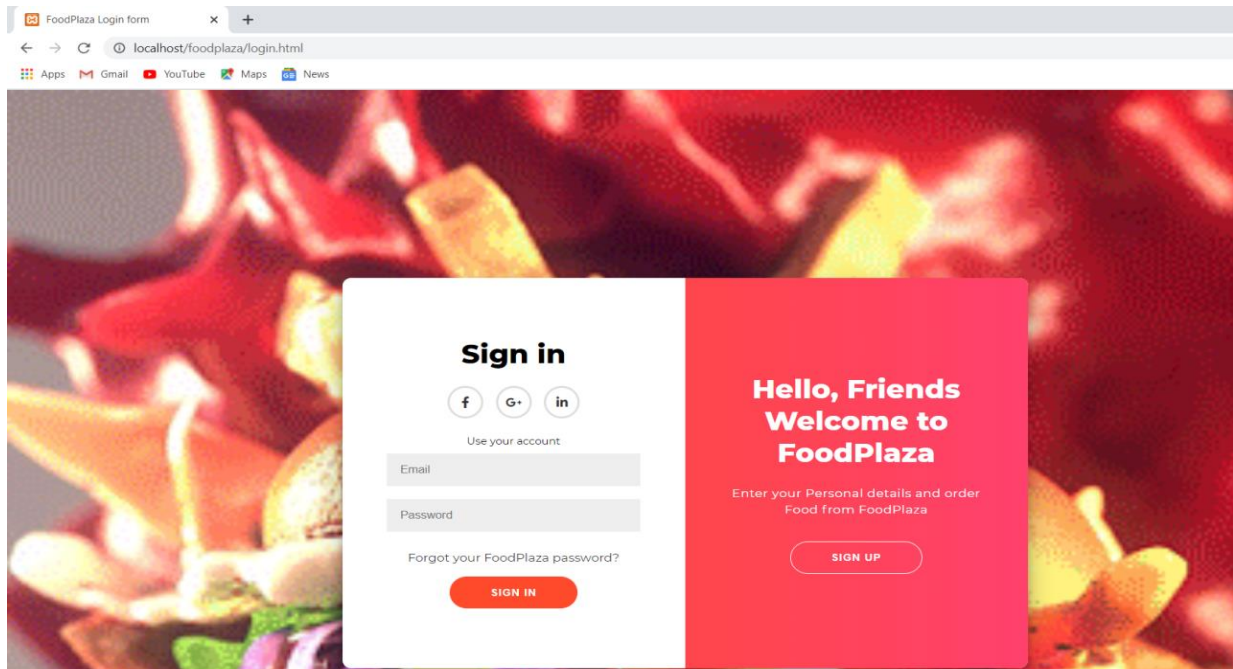 FoodPlaza Login form
localhost/foodplaza/login.html
Apps Gmail YouTube Maps GE News
Sign in
f G+ in
Use your account
Email
Password
Forgot your FoodPlaza password?
SIGN IN
Hello, Friends
Welcome to
FoodPlaza
Enter your Personal details and order
Food from FoodPlaza
SIGN UP